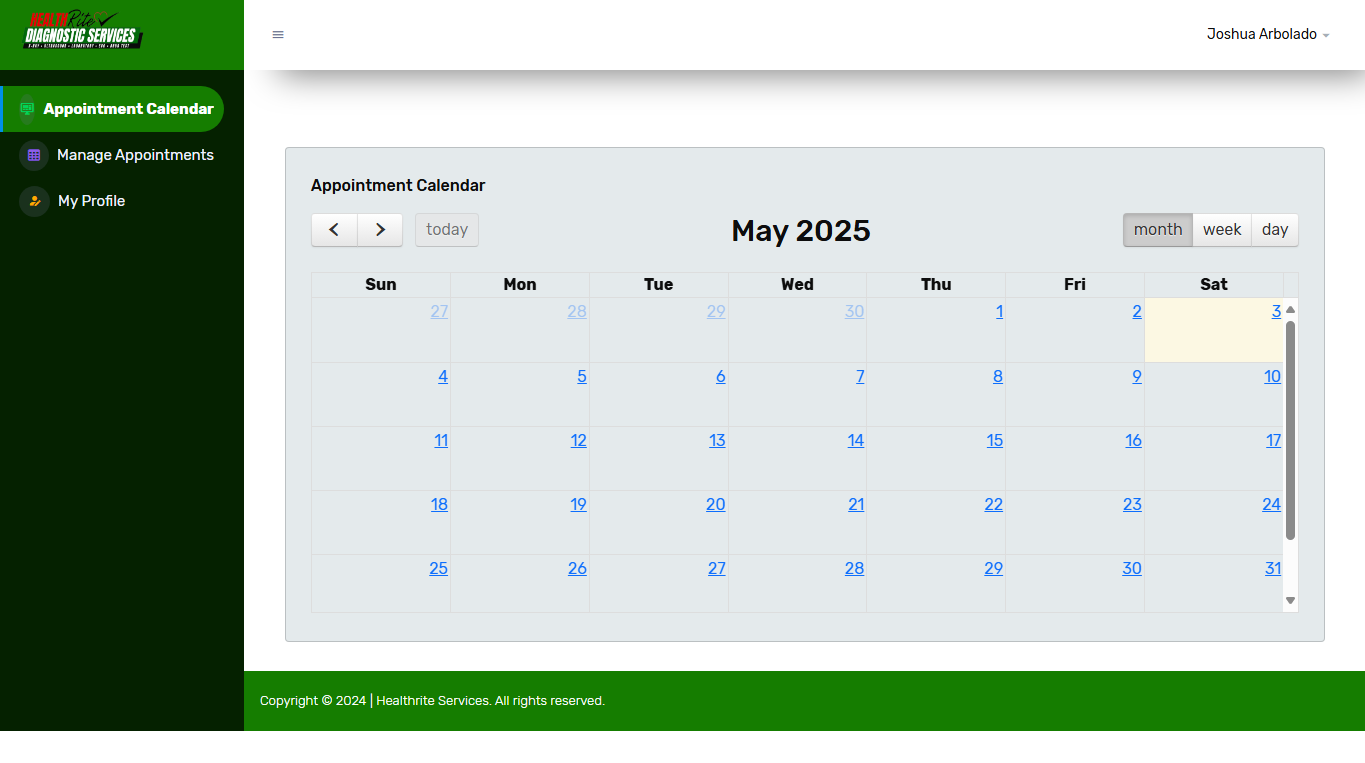 HEALTHRite
DIAGNOSTIC SERVICES
X-RAY • ULTRASOUND • LABORATORY • ECG • DRUG TEST
Joshua Arbolado
Appointment Calendar
Manage Appointments
My Profile
Appointment Calendar
today
May 2025
month week day
Sun Mon Tue Wed Thu Fri Sat
27 28 29 30 1 2 3
4 5 6 7 8 9 10
11 12 13 14 15 16 17
18 19 20 21 22 23 24
25 26 27 28 29 30 31
Copyright © 2024 | Healthrite Services. All rights reserved.